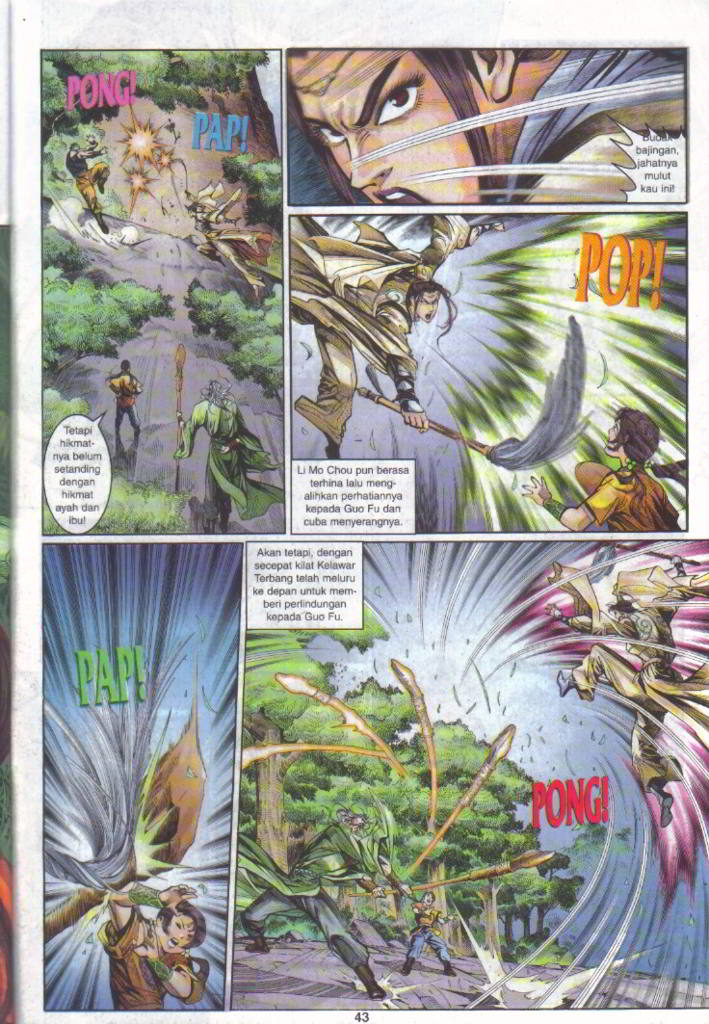 PONG!
PAP!
Tetapi
hikmat-
nya belum
setanding
dengan
hikmat
ayah dan
ibu!
Budak
bajingan,
jahatnya
mulut
kau ini!
POP!
Li Mo Chou pun berasa
terhina lalu meng-
alihkan perhatiannya
kepada Guo Fu dan
cuba menyerangnya.
PAP!
Akan tetapi, dengan
secepat kilat Kelawar
Terbang telah meluru
ke depan untuk mem-
beri perlindungan
kepada Guo Fu.
PONG!
43